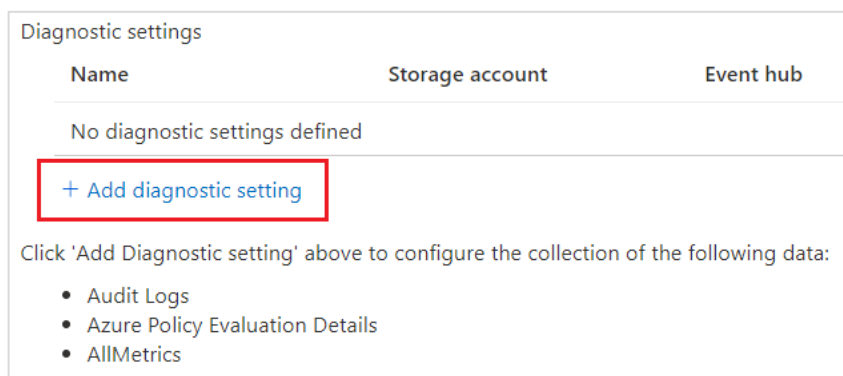 Diagnostic settings
Name Storage account Event hub
No diagnostic settings defined
+ Add diagnostic setting
Click 'Add Diagnostic setting' above to configure the collection of the following data:
• Audit Logs
• Azure Policy Evaluation Details
• AllMetrics